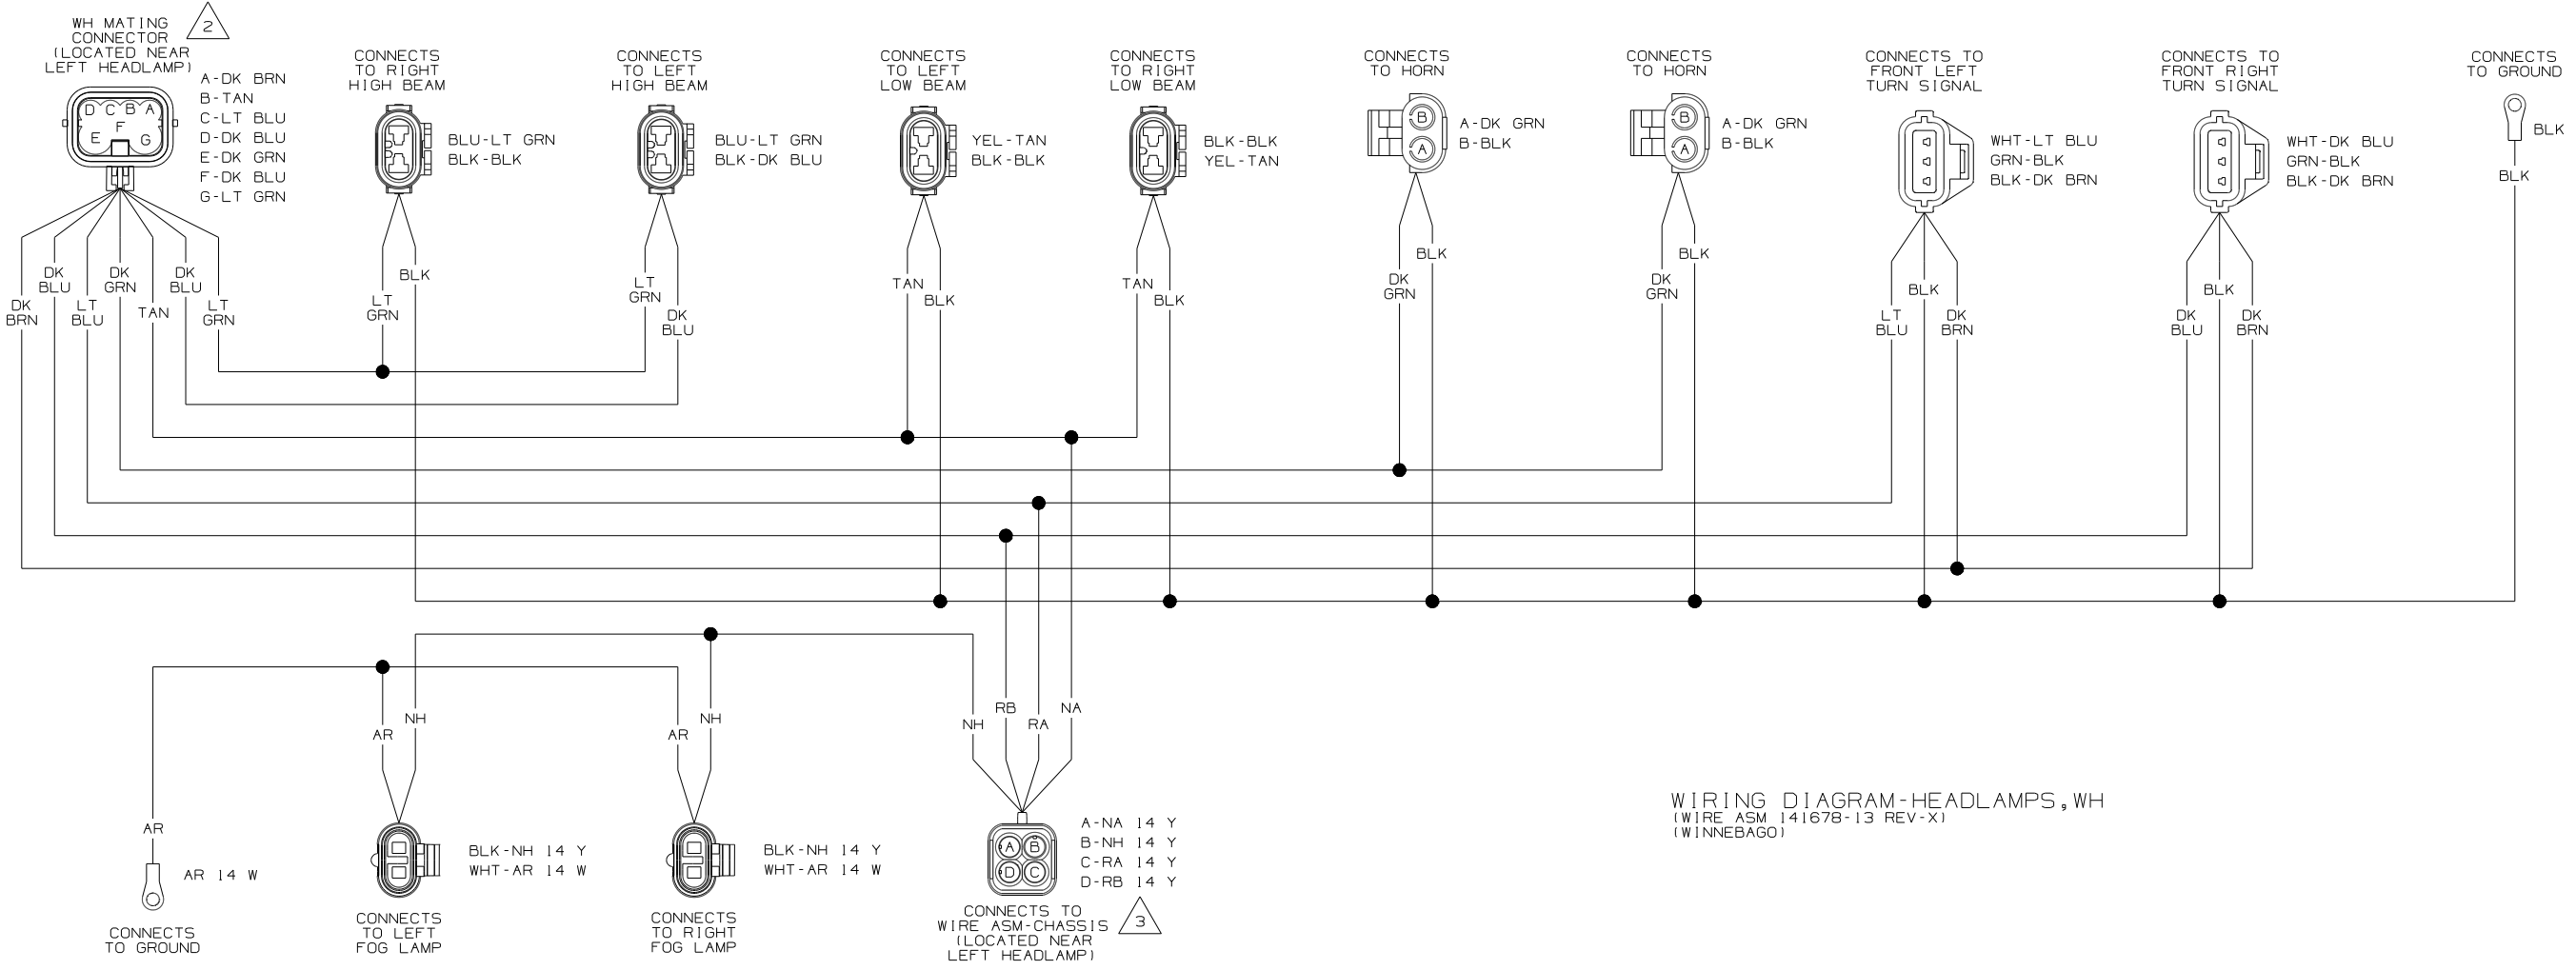 WH MATING
CONNECTOR
(LOCATED NEAR
LEFT HEADLAMP)
2
A-DK BRN
B-TAN
C-LT BLU
D-DK BLU
E-DK GRN
F-DK BLU
G-LT GRN
D C B A
F
E G
CONNECTS
TO RIGHT
HIGH BEAM
BLU-LT GRN
BLK-BLK
CONNECTS
TO LEFT
HIGH BEAM
BLU-LT GRN
BLK-DK BLU
CONNECTS
TO LEFT
LOW BEAM
YEL-TAN
BLK-BLK
CONNECTS
TO RIGHT
LOW BEAM
BLK-BLK
YEL-TAN
CONNECTS
TO HORN
B
A
A-DK GRN
B-BLK
CONNECTS
TO HORN
B
A
A-DK GRN
B-BLK
CONNECTS TO
FRONT LEFT
TURN SIGNAL
WHT-LT BLU
GRN-BLK
BLK-DK BRN
CONNECTS TO
FRONT RIGHT
TURN SIGNAL
WHT-DK BLU
GRN-BLK
BLK-DK BRN
CONNECTS
TO GROUND
BLK
BLK
DK
BRN
DK
BLU
LT
BLU
DK
GRN
TAN
DK
BLU
LT
GRN
LT
GRN
BLK
LT
GRN
DK
BLU
TAN
BLK
TAN
BLK
DK
GRN
BLK
DK
GRN
BLK
LT
BLU
BLK
DK
BRN
DK
BLU
BLK
DK
BRN
AR
AR
NH
AR
NH
NH
RB
RA
NA
AR 14 W
CONNECTS
TO GROUND
BLK-NH 14 Y
WHT-AR 14 W
CONNECTS
TO LEFT
FOG LAMP
BLK-NH 14 Y
WHT-AR 14 W
CONNECTS
TO RIGHT
FOG LAMP
A B
D C
A-NA 14 Y
B-NH 14 Y
C-RA 14 Y
D-RB 14 Y
CONNECTS TO
WIRE ASM-CHASSIS
(LOCATED NEAR
LEFT HEADLAMP)
3
WIRING DIAGRAM-HEADLAMPS,WH
(WIRE ASM 141678-13 REV-X)
(WINNEBAGO)